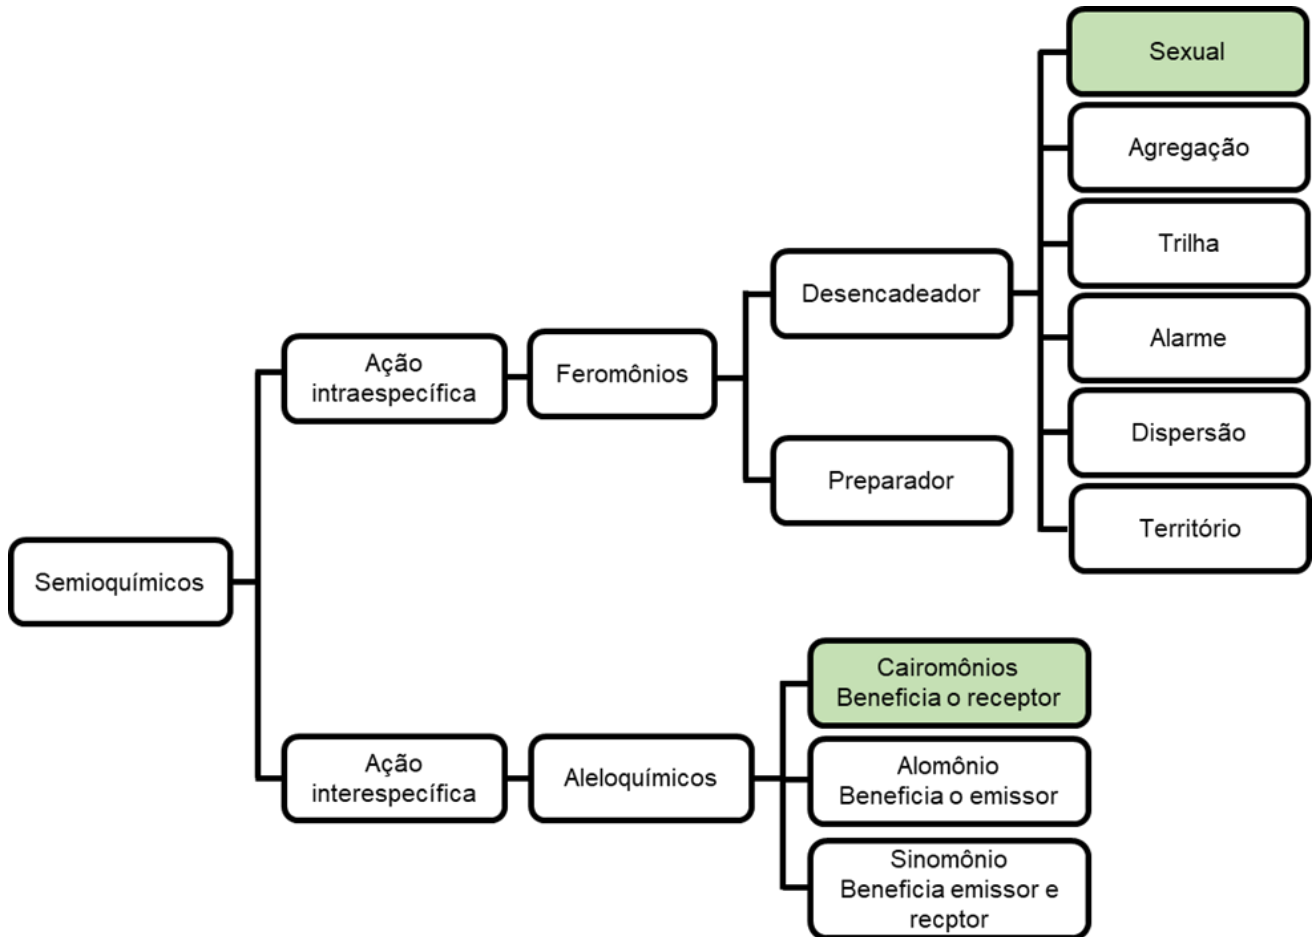 Sexual
Agregação
Trilha
Desencadeador
Alarme
Ação
intraespecífica
Feromônios
Dispersão
Preparador
Território
Semioquímicos
Cairomônios
Beneficia o receptor
Ação
interespecífica
Aleloquímicos
Alomônio
Beneficia o emissor
Sinomônio
Beneficia emissor e
recptor